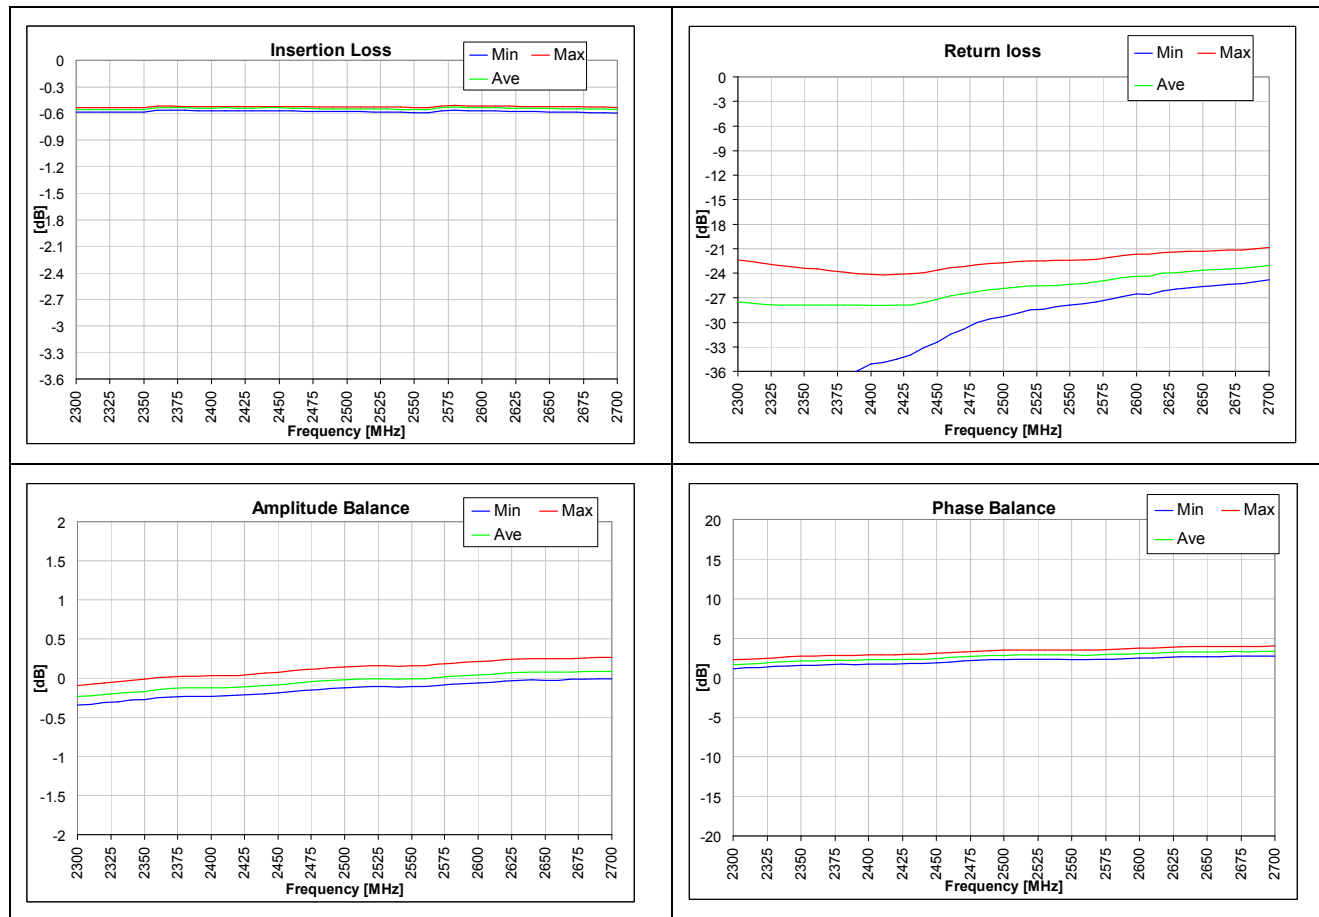 Insertion Loss
Min Max
Ave
0
-0.3
-0.6
-0.9
-1.2
-1.5
-1.8
-2.1
-2.4
-2.7
-3
-3.3
-3.6
[dB]
2300 2325 2350 2375 2400 2425 2450 2475 2500 2525 2550 2575 2600 2625 2650 2675 2700
Frequency [MHz]
Return loss
Min Max
Ave
0
-3
-6
-9
-12
-15
-18
-21
-24
-27
-30
-33
-36
[dB]
2300 2325 2350 2375 2400 2425 2450 2475 2500 2525 2550 2575 2600 2625 2650 2675 2700
Frequency [MHz]
Amplitude Balance
Min Max
Ave
2
1.5
1
0.5
0
-0.5
-1
-1.5
-2
[dB]
2300 2325 2350 2375 2400 2425 2450 2475 2500 2525 2550 2575 2600 2625 2650 2675 2700
Frequency [MHz]
Phase Balance
Min Max
Ave
20
15
10
5
0
-5
-10
-15
-20
[dB]
2300 2325 2350 2375 2400 2425 2450 2475 2500 2525 2550 2575 2600 2625 2650 2675 2700
Frequency [MHz]